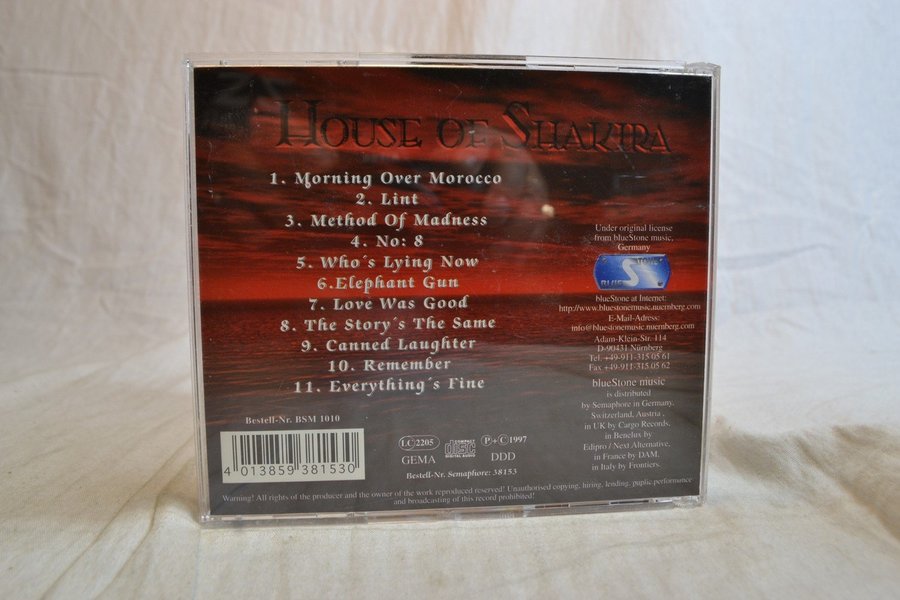 HOUSE OF SHAKIRA
1. Morning Over Morocco
2. Lint
3. Method Of Madness
4. No: 8
5. Who´s Lying Now
6.Elephant Gun
7. Love Was Good
8. The Story´s The Same
9. Canned Laughter
10. Remember
11. Everything´s Fine
Under original license
from blueStone music,
Germany
BLUE STONE
blueStone at Internet:
http://www.bluestonemusic.nuernberg.com
E-Mail-Adress:
info@bluestonemusic.nuernberg.com
Adam-Klein-Str. 114
D-90431 Nürnberg
Tel. +49-911-315 05 61
Fax +49-911-315 05 62
blueStone music
is distributed
by Semaphore in Germany,
Switzerland, Austria ,
in UK by Cargo Records,
in Benelux by
Edipro / Next Alternative,
in France by DAM,
in Italy by Frontiers.
Bestell-Nr. BSM 1010
4 013859 381530
LC 2205
GEMA
COMPACT
disc
DIGITAL AUDIO
P+C 1997
DDD
Bestell-Nr. Semaphore: 38153
Warning! All rights of the producer and the owner of the work reproduced reserved! Unauthorised copying, hiring, lending, puplic performance
and broadcasting of this record prohibited!